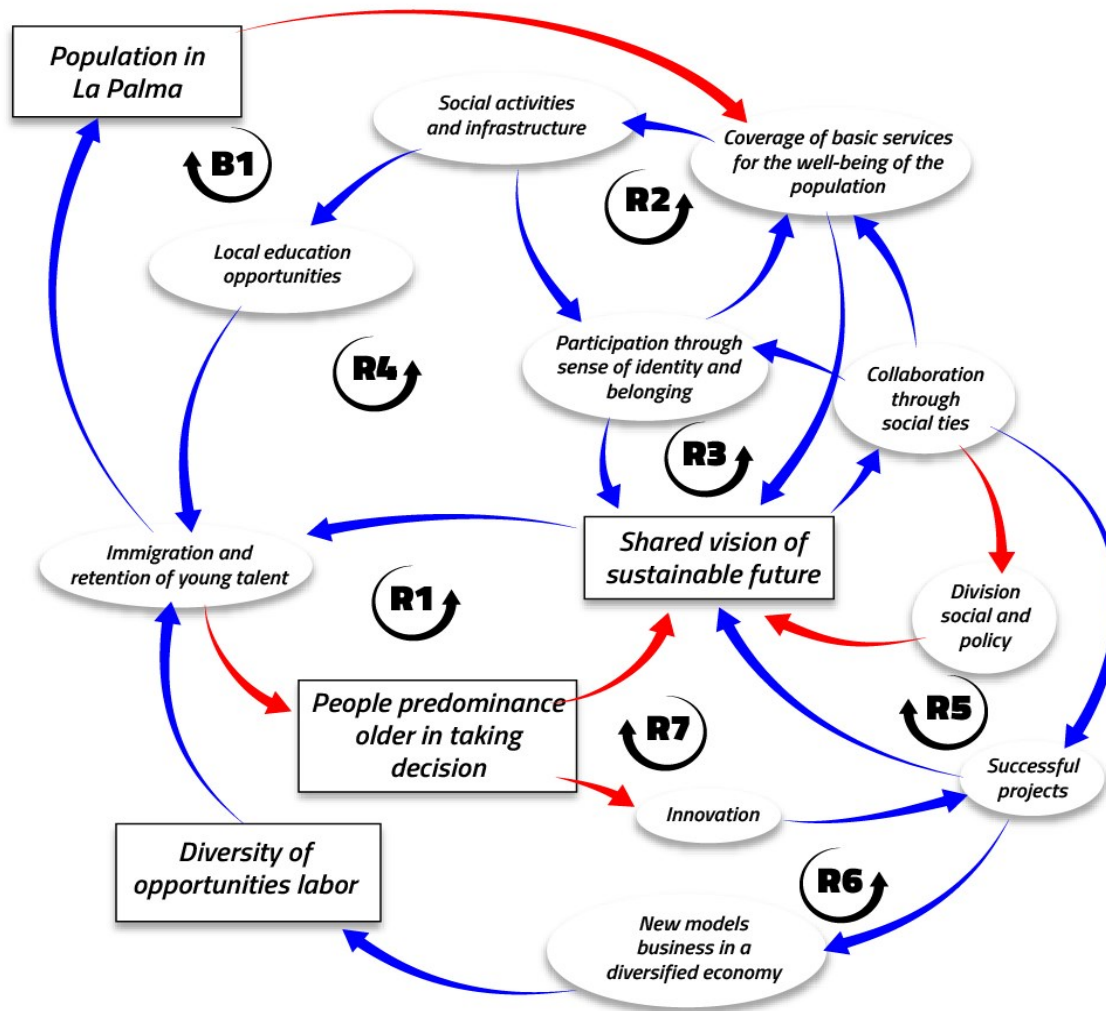 Population in
La Palma
Social activities
and infrastructure
Coverage of basic services
for the well-being of the
population
B1
R2
Local education
opportunities
Participation through
sense of identity and
belonging
R4
Collaboration
through
social ties
R3
Immigration and
retention of young talent
Shared vision of
sustainable future
R1
Division
social and
policy
People predominance
older in taking
decision
R7
R5
Successful
projects
Innovation
Diversity of
opportunities labor
R6
New models
business in a
diversified economy